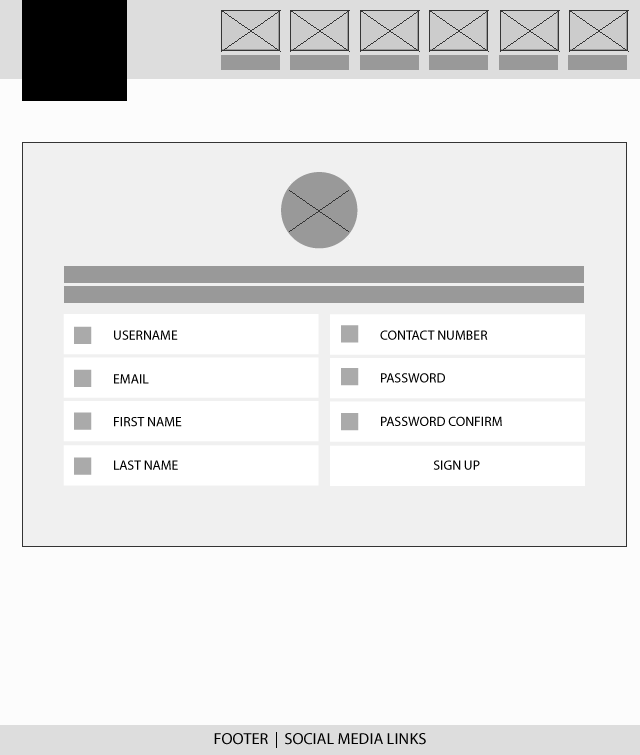 USERNAME
EMAIL
FIRST NAME
LAST NAME
CONTACT NUMBER
PASSWORD
PASSWORD CONFIRM
SIGN UP
FOOTER | SOCIAL MEDIA LINKS